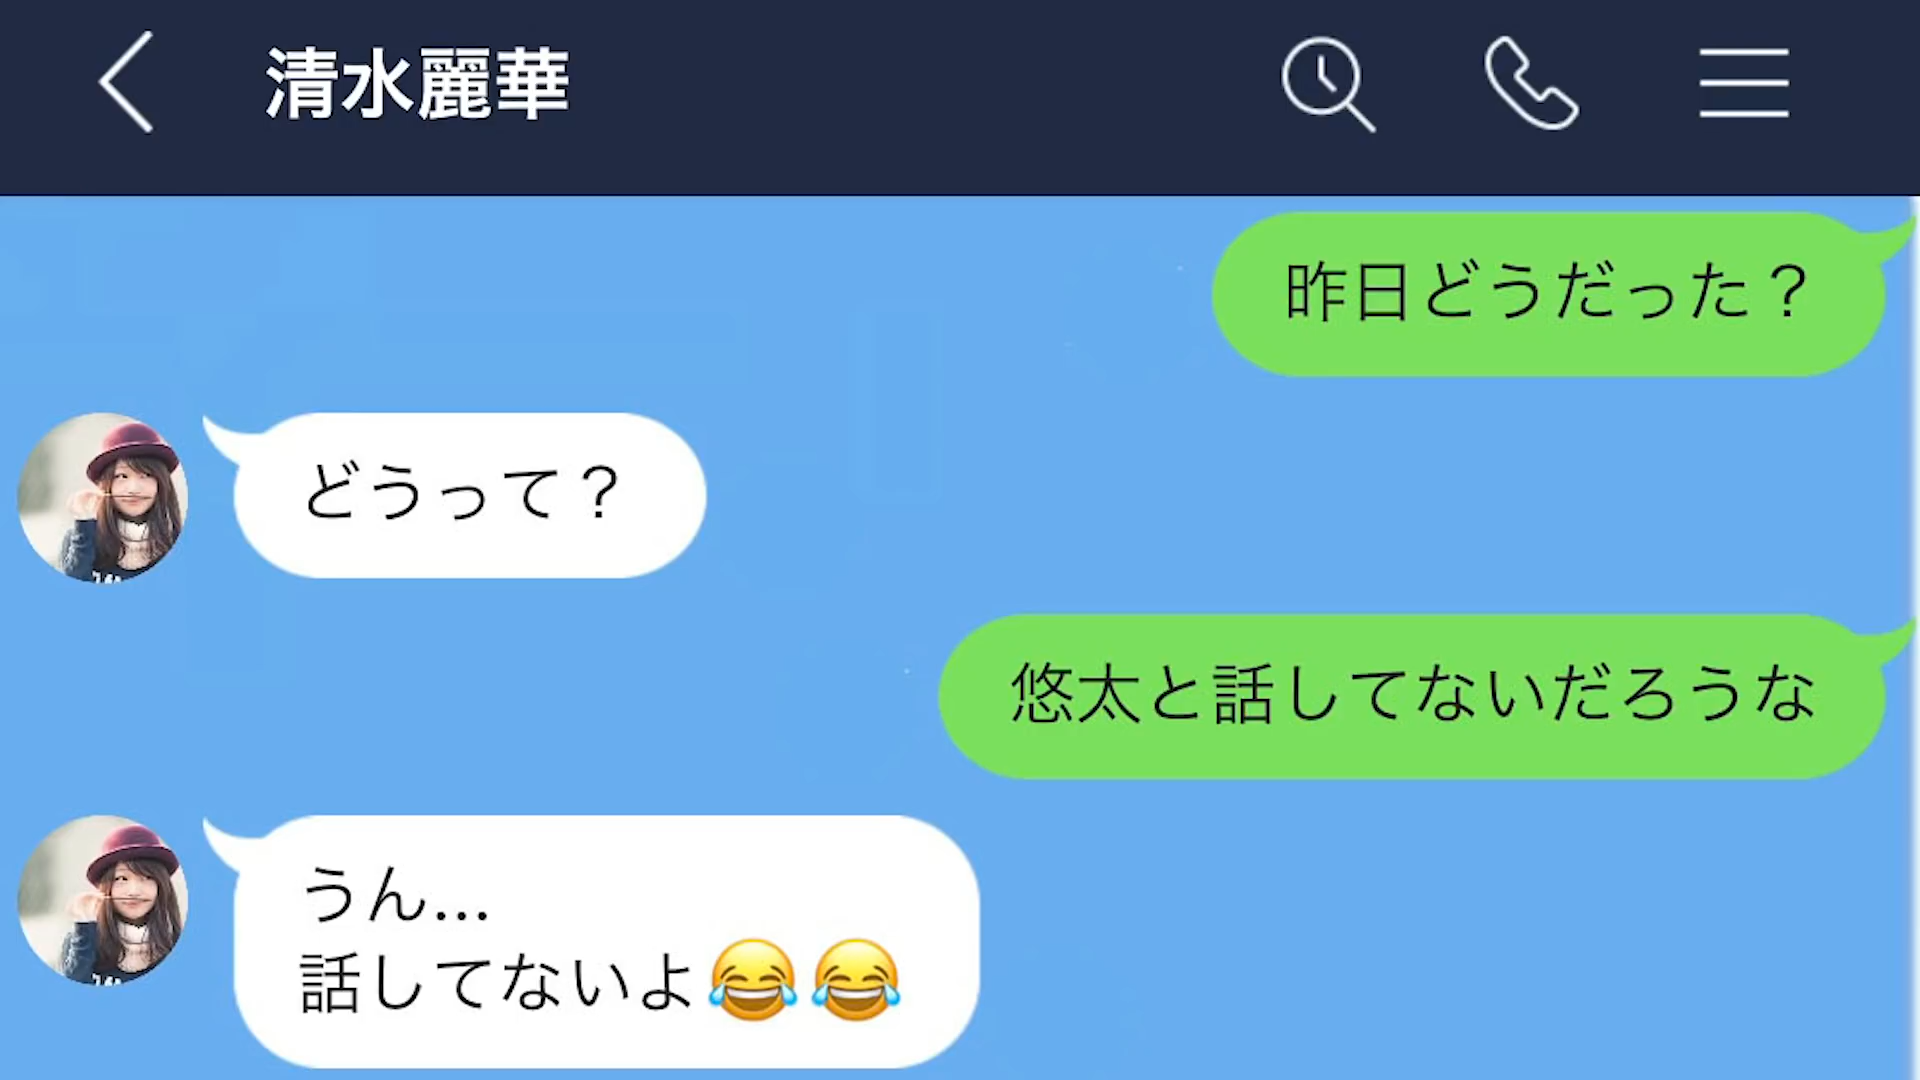 清水麗華
昨日どうだった？
どうって？
悠太と話してないだろうな
うん...
話してないよ😂😂